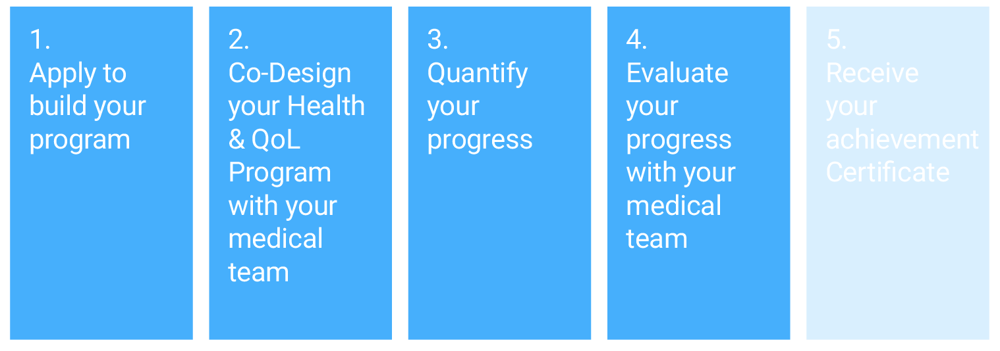 1.
Apply to
build your
program
2.
Co-Design
your Health
& QoL
Program
with your
medical
team
3.
Quantify
your
progress
4.
Evaluate
your
progress
with your
medical
team
5.
Receive
your
achievement
Certificate